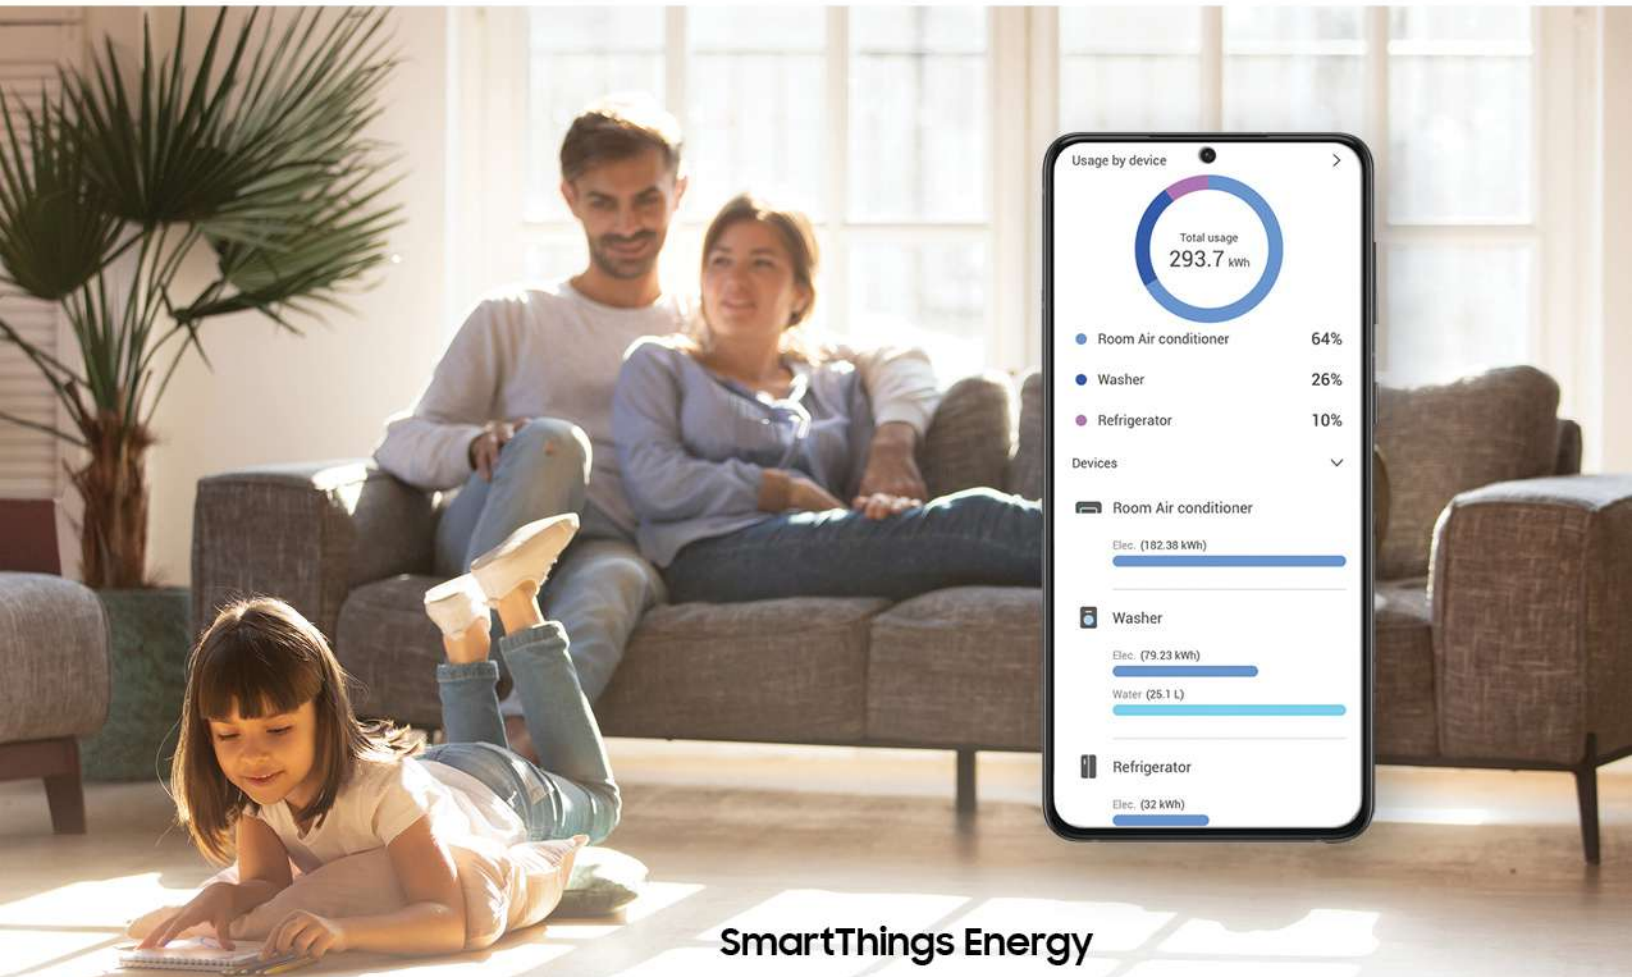 Usage by device
Total usage
293.7 kWh
Room Air conditioner 64%
Washer 26%
Refrigerator 10%
Devices
Room Air conditioner
Elec. (182.38 kWh)
Washer
Elec. (79.23 kWh)
Water (25.1 L)
Refrigerator
Elec. (32 kWh)
SmartThings Energy